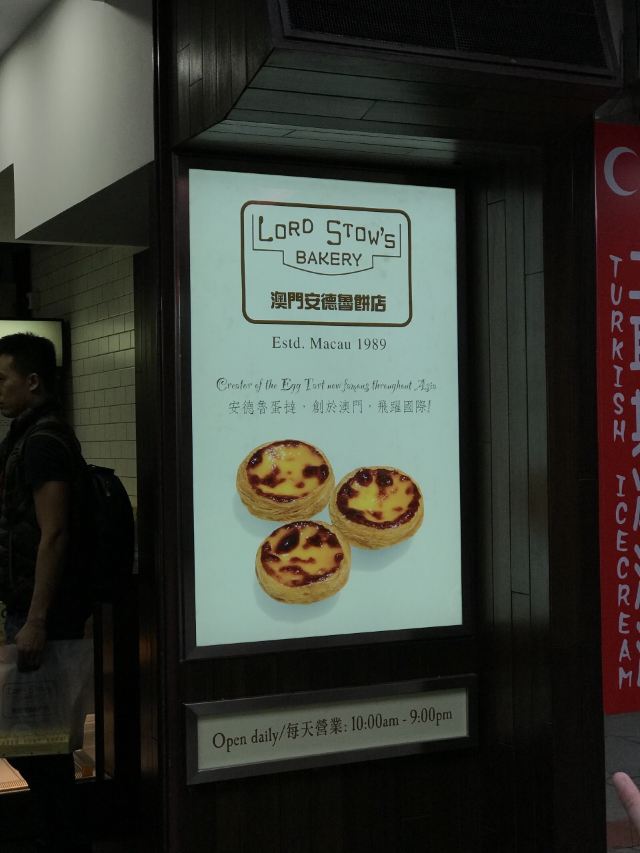 LORD STOW'S
BAKERY
澳門安德魯餅店
Estd. Macau 1989
Creator of the Egg Tart now famous throughout Asia
安德魯蛋撻，創於澳門，飛躍國際!
Open daily/每天營業: 10:00am - 9:00pm
TURKISH ICECREAM